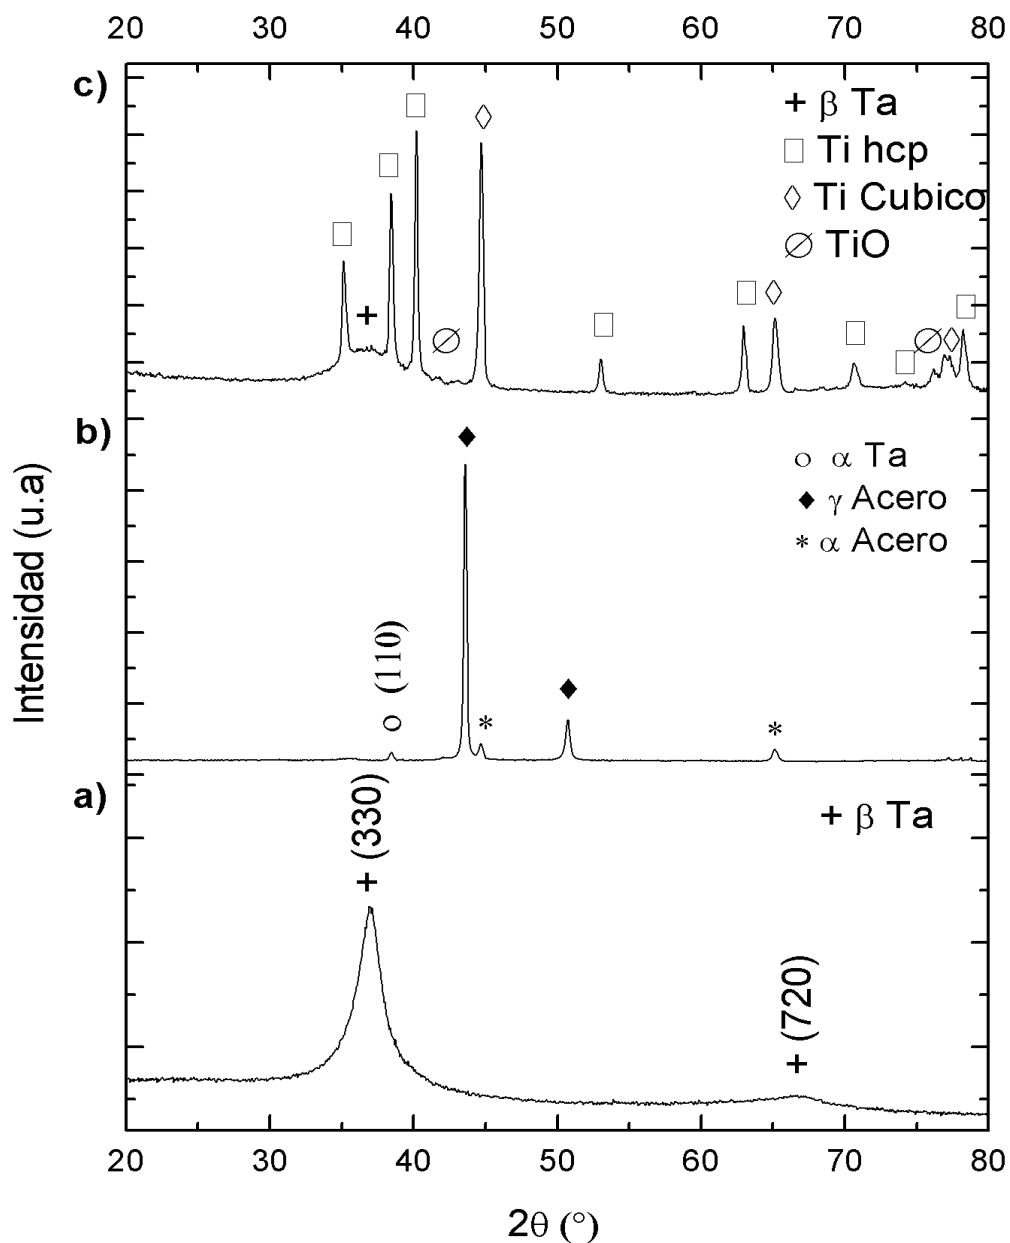 20 30 40 50 60 70 80
c)
+ β Ta
□ Ti hcp
◊ Ti Cubico
∅ TiO
b)
○ α Ta
◆ γ Acero
* α Acero
(110)
Intensidad (u.a)
a)
+ β Ta
(330)
(720)
20 30 40 50 60 70 80
2θ (°)